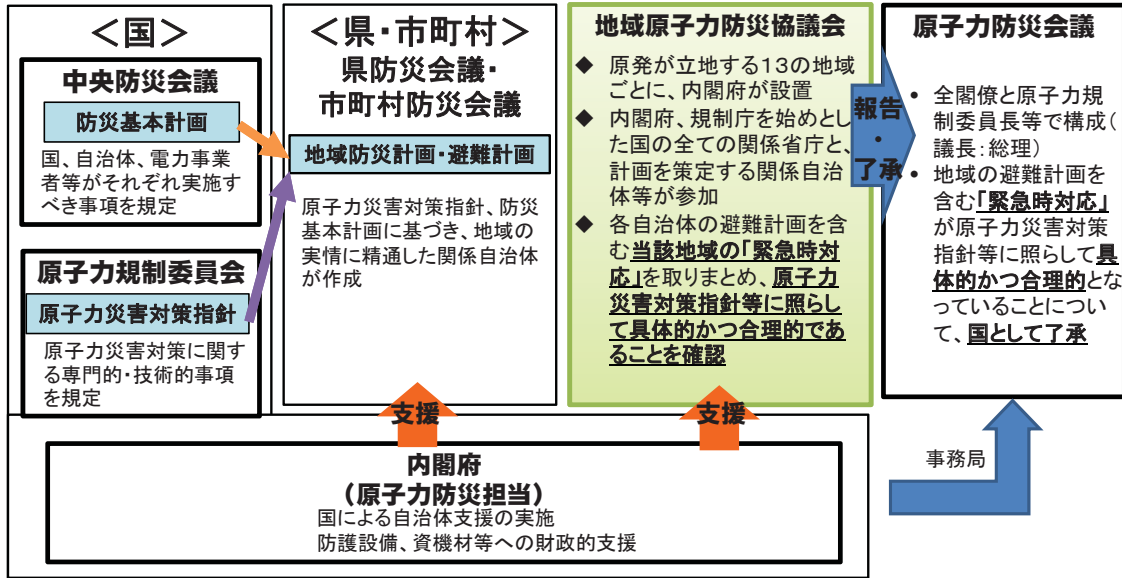 ＜国＞
中央防災会議
防災基本計画
国、自治体、電力事業
者等がそれぞれ実施す
べき事項を規定
原子力規制委員会
原子力災害対策指針
原子力災害対策に関す
る専門的・技術的事項
を規定
＜県・市町村＞
県防災会議・
市町村防災会議
地域防災計画・避難計画
原子力災害対策指針、防災
基本計画に基づき、地域の
実情に精通した関係自治体
が作成
地域原子力防災協議会
◆ 原発が立地する13の地域
ごとに、内閣府が設置
◆ 内閣府、規制庁を始めとし
た国の全ての関係省庁と、
計画を策定する関係自治
体等が参加
◆ 各自治体の避難計画を含
む当該地域の「緊急時対
応」を取りまとめ、原子力
災害対策指針等に照らし
て具体的かつ合理的であ
ることを確認
報告
・
了承
原子力防災会議
• 全閣僚と原子力規
制委員長等で構成（
議長：総理）
• 地域の避難計画を
含む「緊急時対応」
が原子力災害対策
指針等に照らして具
体的かつ合理的とな
っていることについ
て、国として了承
支援
支援
内閣府
（原子力防災担当）
国による自治体支援の実施
防護設備、資機材等への財政的支援
事務局